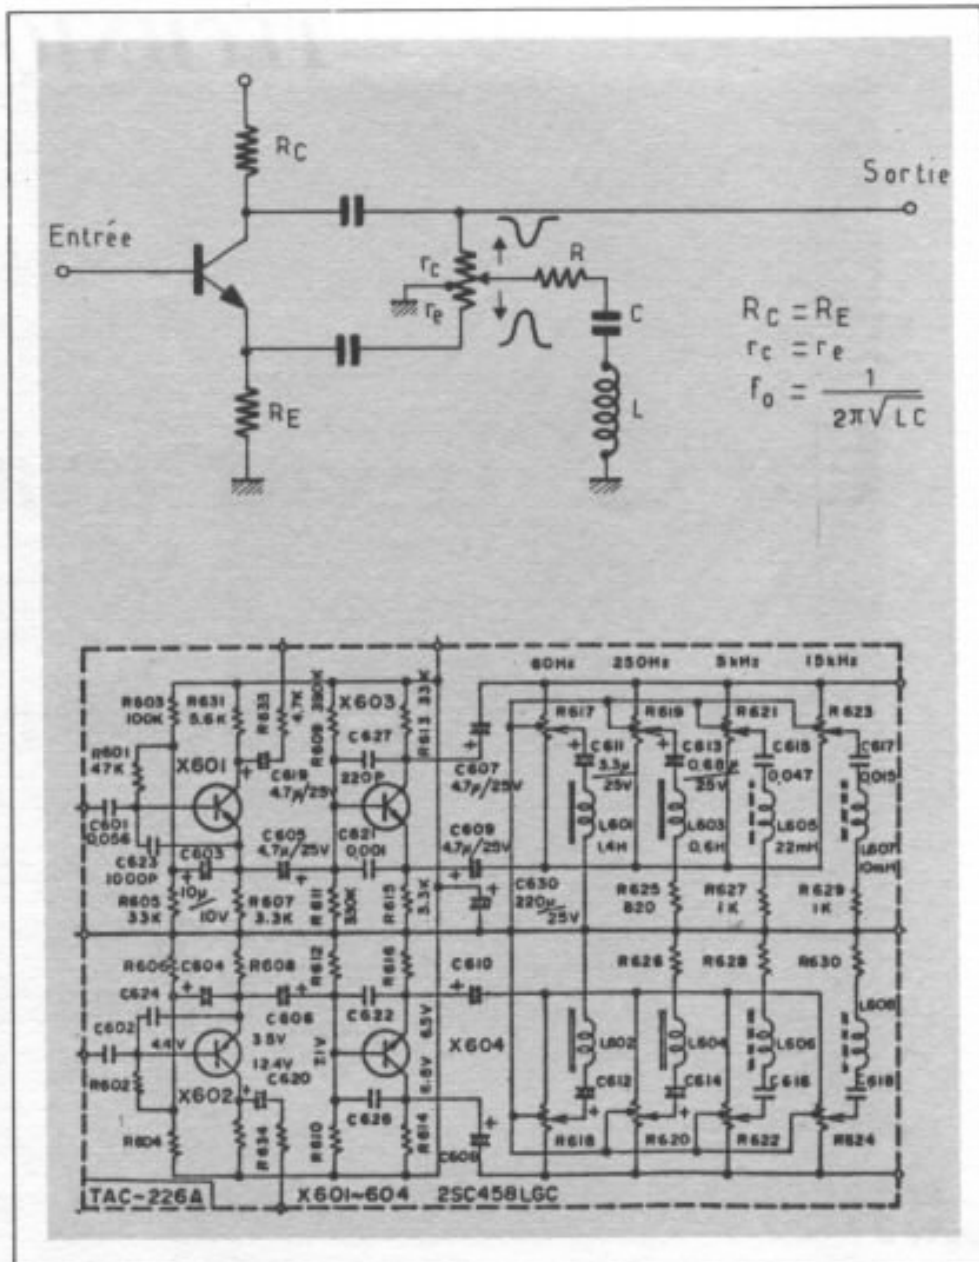 RC
Sortie
Entrée
R
rc
re
C
RC = RE
rc = re
fo = 1 / 2π√LC
L
RE
60Hz 250Hz 3kHz 15kHz
R603 100K
R631 5.6K
R633 4.7K
R609 390K
X603
R613 33K
R617 R619 R621 R623
R601 47K
C627
220P
X601
C619 4.7μ/25V
C607 4.7μ/25V
C611 3.3μ/25V
C613 0.68μ/25V
C615 0.047
C617 0.015
C601 0.056
C605 4.7μ/25V
C621 0.001
C609 4.7μ/25V
L601 1.4H
L603 0.6H
L605 22mH
L607 10mH
C623 1000P
C603 10μ/10V
C630 220μ/25V
R605 33K
R607 3.3K
R611 330K
R615 3.3K
R625 820
R627 1K
R629 1K
R606 C604 R608 R612 R616 C610 R626 R628 R630
C624
C606
C622
6.5V
L608
C602
4.4V
3.5V
12.4V
7.1V
X604
L602 L604 L606
C620
6.6V
C612 C614 C616 C618
R602
X602
C626
R604
R634
R610
R614
C608
R618 R620 R622 R624
TAC-226A X601~604 2SC458LGC